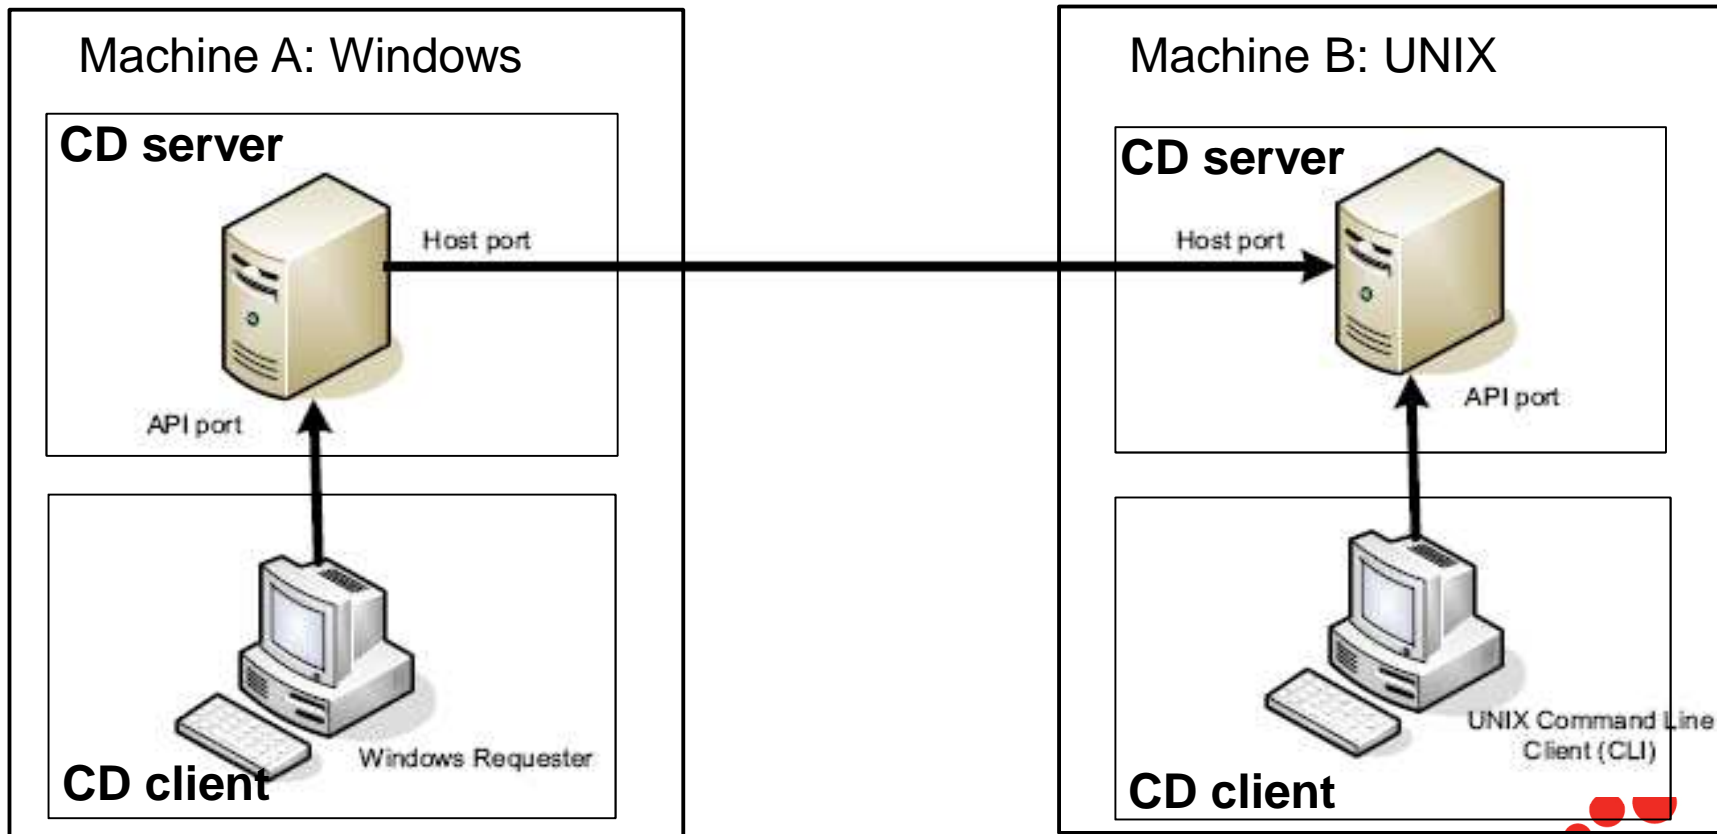 Machine A: Windows
CD server
Host port
API port
Windows Requester
CD client
Machine B: UNIX
CD server
Host port
API port
UNIX Command Line
Client (CLI)
CD client